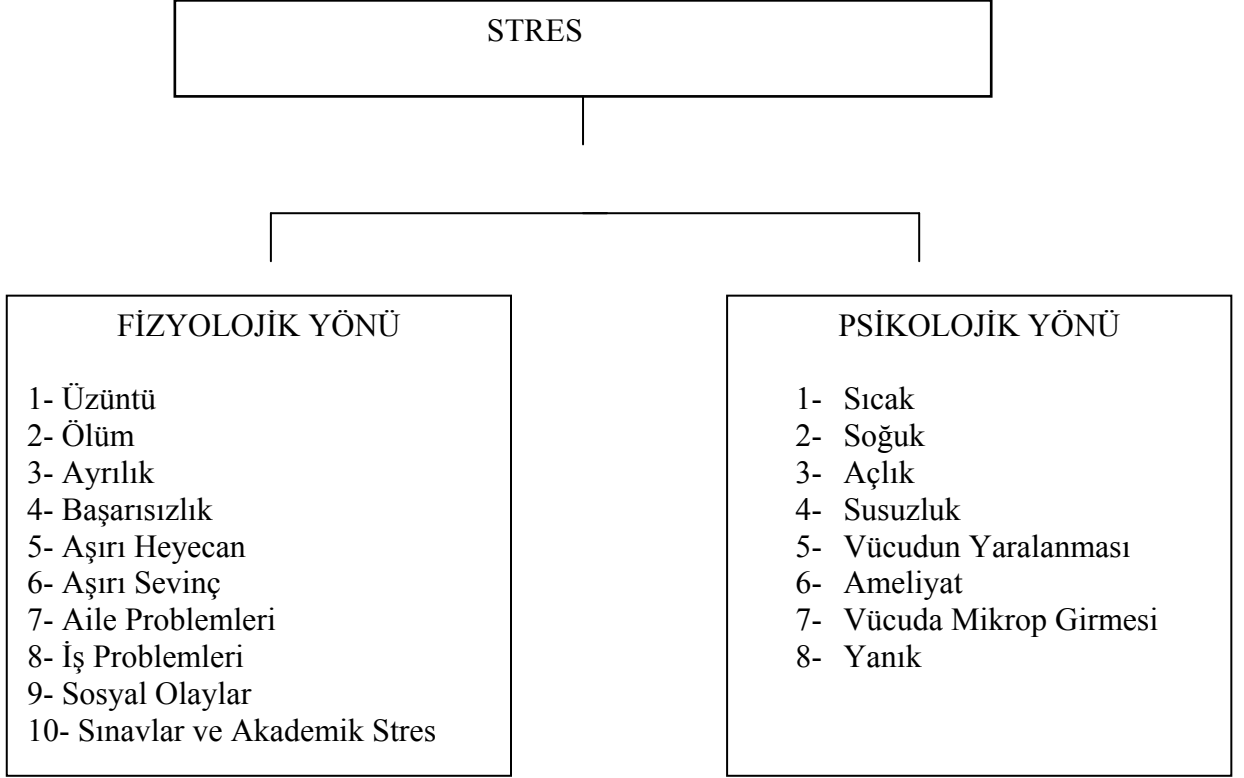 STRES
FİZYOLOJİK YÖNÜ
1- Üzüntü
2- Ölüm
3- Ayrılık
4- Başarısızlık
5- Aşırı Heyecan
6- Aşırı Sevinç
7- Aile Problemleri
8- İş Problemleri
9- Sosyal Olaylar
10- Sınavlar ve Akademik Stres
PSİKOLOJİK YÖNÜ
1- Sıcak
2- Soğuk
3- Açlık
4- Susuzluk
5- Vücudun Yaralanması
6- Ameliyat
7- Vücuda Mikrop Girmesi
8- Yanık